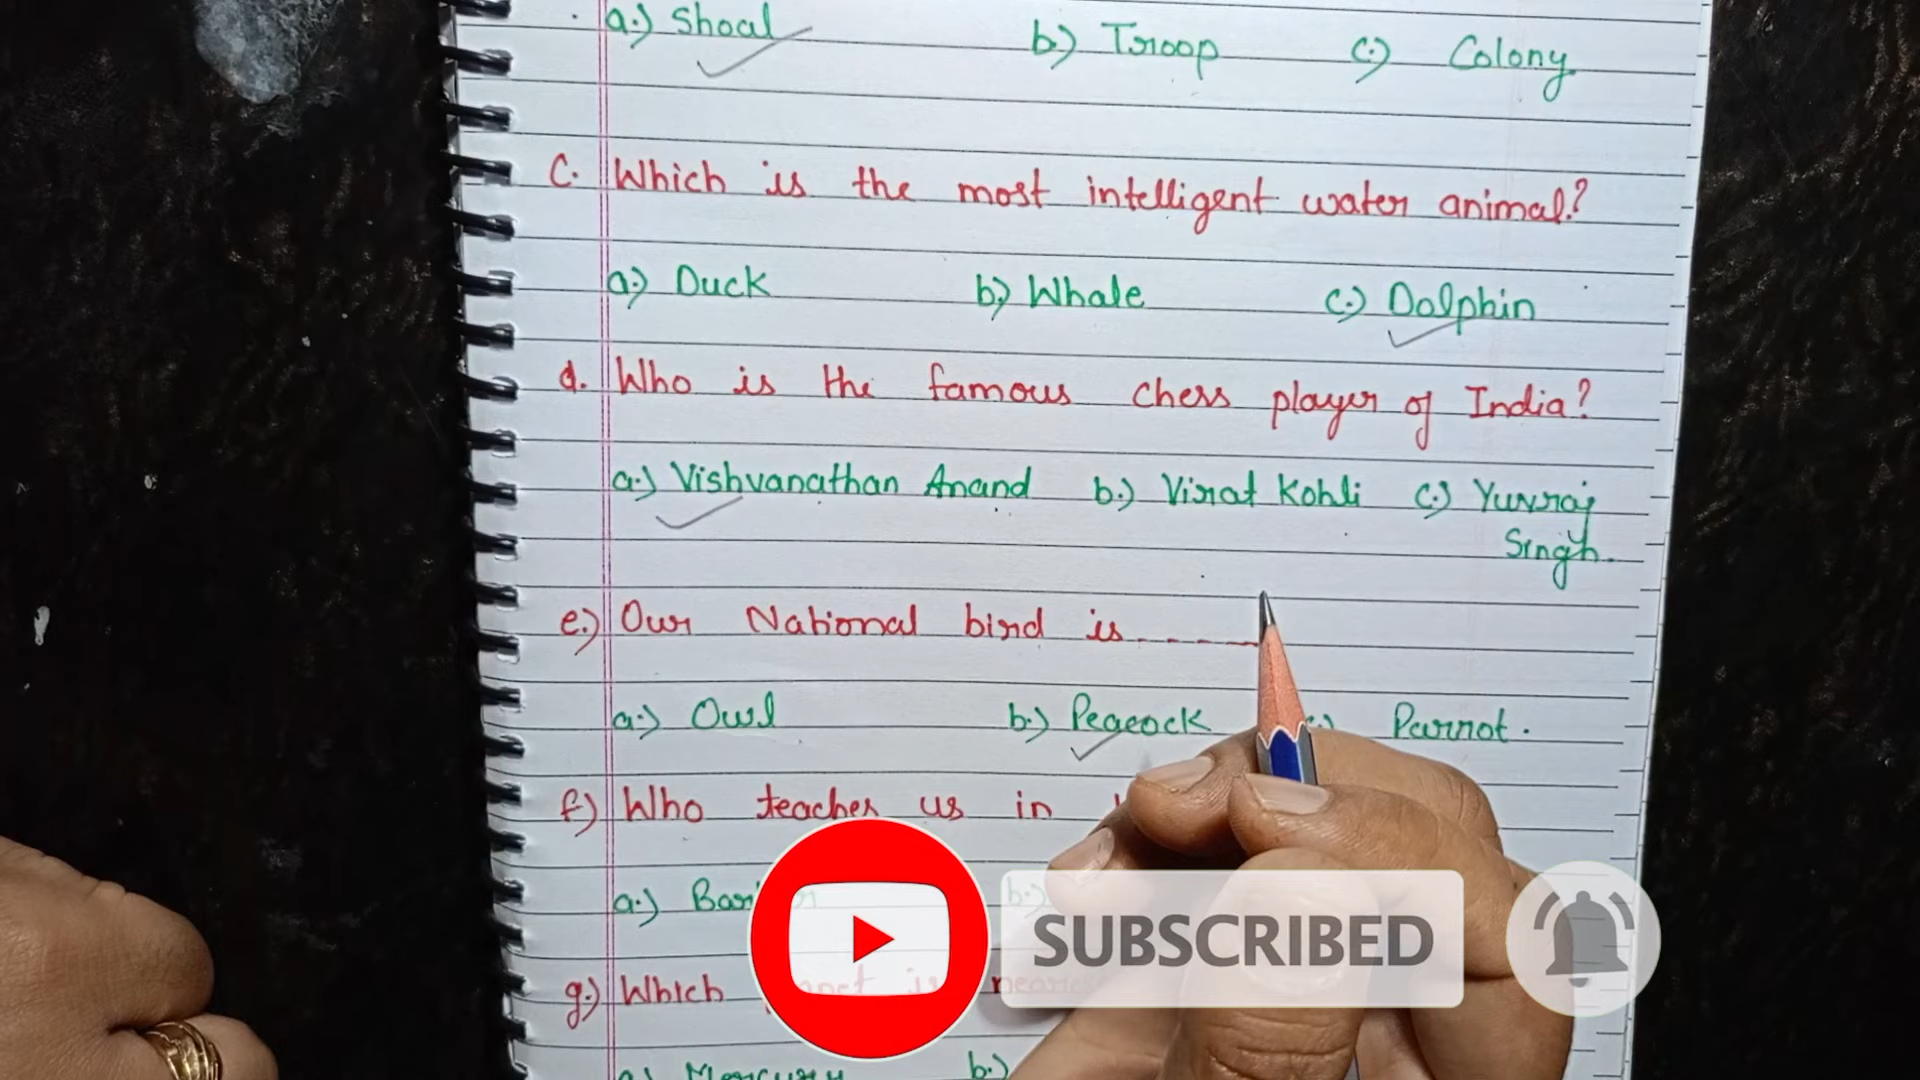 a.) Shoal b.) Troop c.) Colony
C. Which is the most intelligent water animal?
a.) Duck b.) Whale c.) Dolphin
d. Who is the famous chess player of India?
a.) Vishvanathan Anand b.) Virat Kohli c.) Yuvraj
Singh
e.) Our National bird is
a.) Owl b.) Peacock c.) Parrot.
f.) Who teaches us in
a.) b.)
g.) Which is
SUBSCRIBED
a.) Mercury b.)